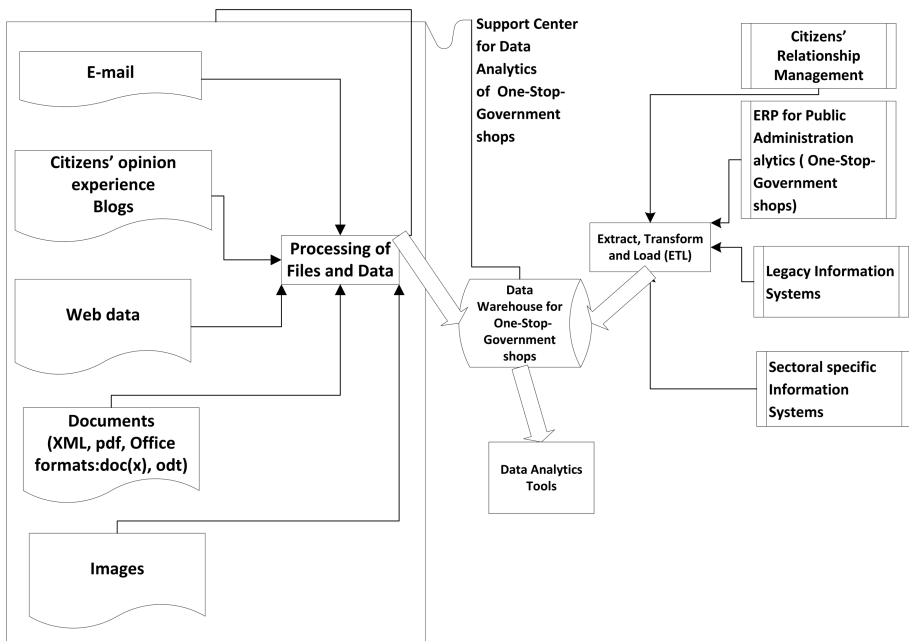 E-mail
Citizens' opinion
experience
Blogs
Web data
Documents
(XML, pdf, Office
formats:doc(x), odt)
Images
Processing of
Files and Data
Support Center
for Data
Analytics
of One-Stop-
Government
shops
Data
Warehouse for
One-Stop-
Government
shops
Data Analytics
Tools
Extract, Transform
and Load (ETL)
Citizens'
Relationship
Management
ERP for Public
Administration
alytics ( One-Stop-
Government
shops)
Legacy Information
Systems
Sectoral specific
Information
Systems